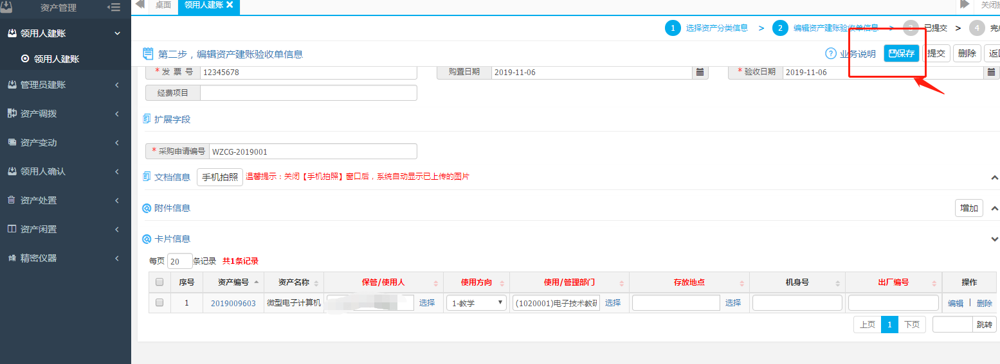 资产管理
领用人建账
领用人建账
管理员建账
资产调拨
资产变动
领用人确认
资产处置
资产闲置
精密仪器
桌面 领用人建账
1 选择资产分类信息 > 2 编辑资产建账验收单信息 > 3 已提交 > 4
第二步，编辑资产建账验收单信息
业务说明 保存 提交 删除
* 发 票 号 12345678 购置日期 2019-11-06 * 验收日期 2019-11-06
经费项目
扩展字段
* 采购申请编号 WZCG-2019001
文档信息 手机拍照 温馨提示：关闭【手机拍照】窗口后，系统自动显示已上传的图片
附件信息 增加
卡片信息
每页 20 条记录 共1条记录
序号 资产编号 资产名称 保管/使用人 使用方向 使用/管理部门 存放地点 机身号 出厂编号 操作
1 2019009603 微型电子计算机 选择 1-教学 (1020001)电子技术教研 选择 选择 编辑 | 删除
上页 1 下页 跳转